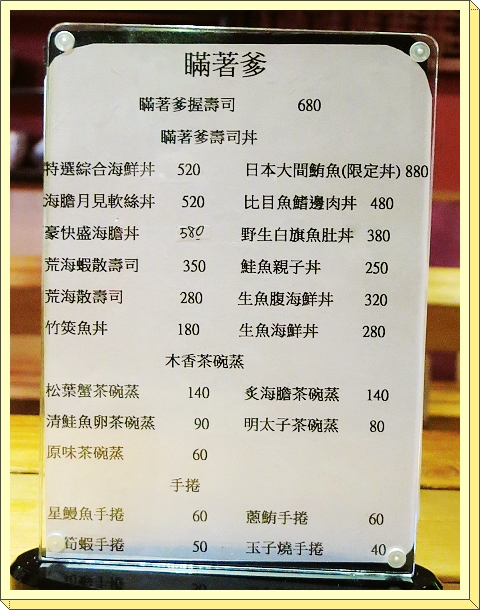 瞞著爹
瞞著爹握壽司 680
瞞著爹壽司丼
特選綜合海鮮丼 520 日本大間鮪魚(限定丼) 880
海膽月見軟絲丼 520 比目魚鰭邊肉丼 480
豪快盛海膽丼 580 野生白旗魚肚丼 380
荒海蝦散壽司 350 鮭魚親子丼 250
荒海散壽司 280 生魚腹海鮮丼 320
竹筴魚丼 180 生魚海鮮丼 280
木香茶碗蒸
松葉蟹茶碗蒸 140 炙海膽茶碗蒸 140
清鮭魚卵茶碗蒸 90 明太子茶碗蒸 80
原味茶碗蒸 60
手捲
星鰻魚手捲 60 蔥鮪手捲 60
筍蝦手捲 50 玉子燒手捲 40